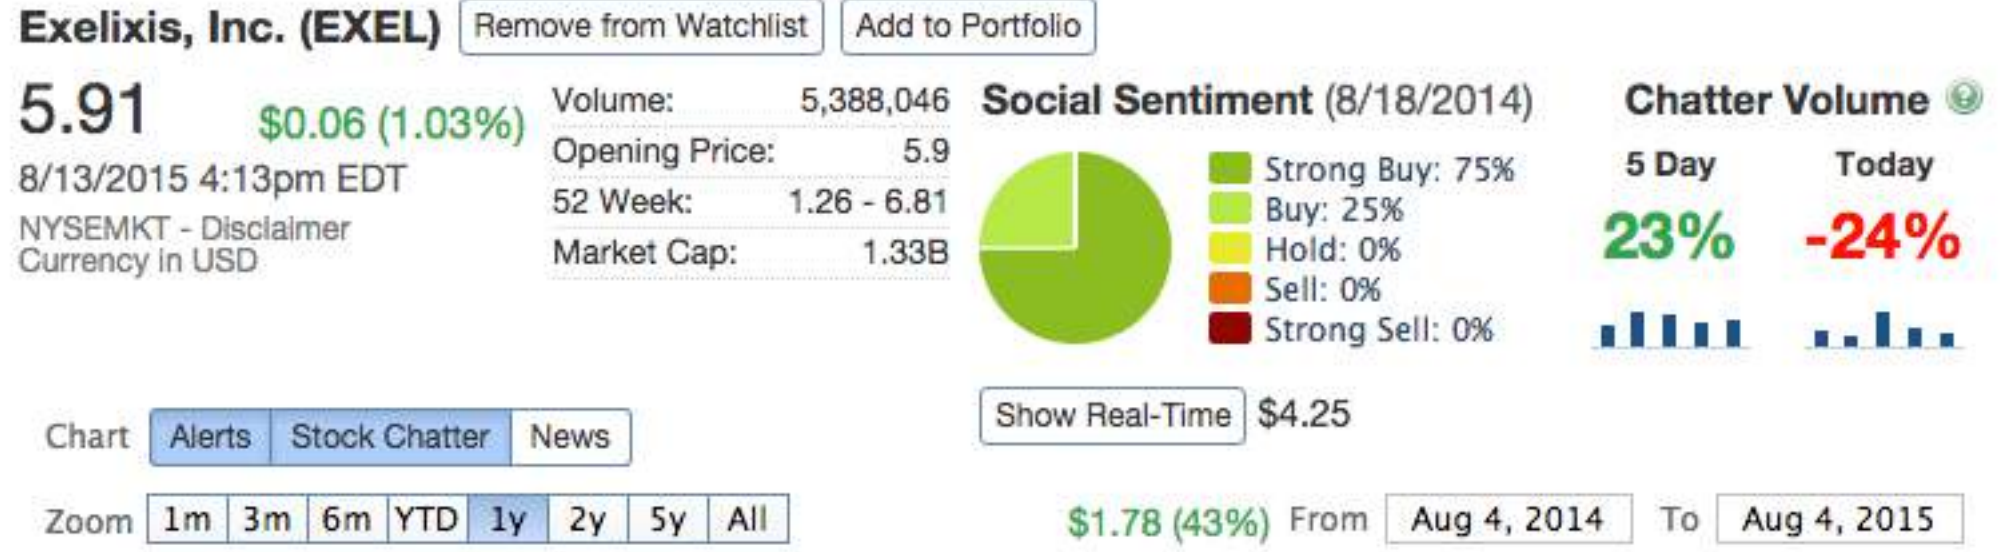 Exelixis, Inc. (EXEL) Remove from Watchlist Add to Portfolio
5.91 $0.06 (1.03%)
8/13/2015 4:13pm EDT
NYSEMKT - Disclaimer
Currency in USD
Volume: 5,388,046
Opening Price: 5.9
52 Week: 1.26 - 6.81
Market Cap: 1.33B
Social Sentiment (8/18/2014)
Strong Buy: 75%
Buy: 25%
Hold: 0%
Sell: 0%
Strong Sell: 0%
Chatter Volume ?
5 Day Today
23% -24%
Show Real-Time $4.25
Chart Alerts Stock Chatter News
Zoom 1m 3m 6m YTD 1y 2y 5y All
$1.78 (43%) From Aug 4, 2014 To Aug 4, 2015